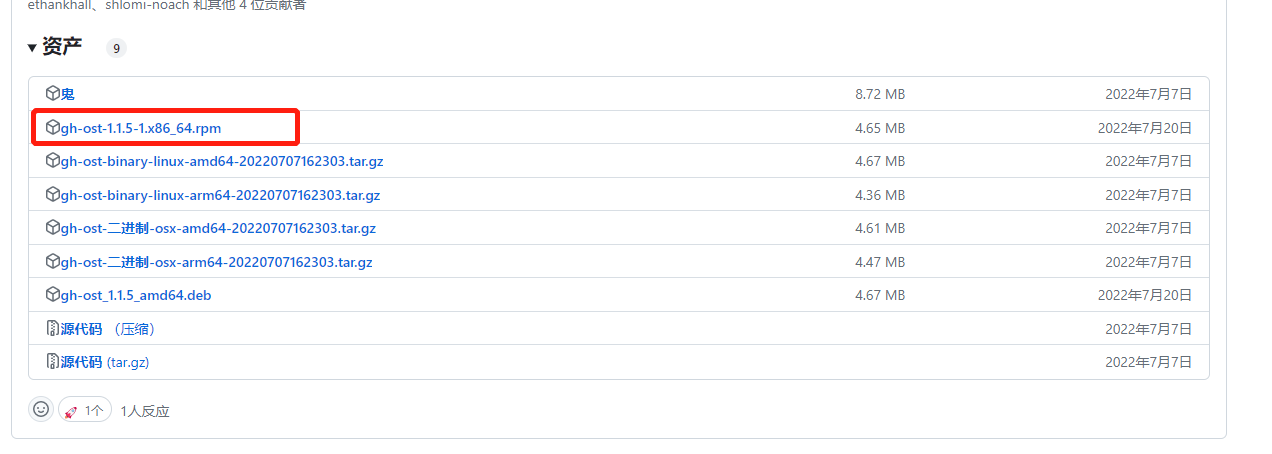 ethankhall、shlomi-noach 和其他 4 位贡献者
资产 9
鬼 8.72 MB 2022年7月7日
gh-ost-1.1.5-1.x86_64.rpm 4.65 MB 2022年7月20日
gh-ost-binary-linux-amd64-20220707162303.tar.gz 4.67 MB 2022年7月7日
gh-ost-binary-linux-arm64-20220707162303.tar.gz 4.36 MB 2022年7月7日
gh-ost-二进制-osx-amd64-20220707162303.tar.gz 4.61 MB 2022年7月7日
gh-ost-二进制-osx-arm64-20220707162303.tar.gz 4.47 MB 2022年7月7日
gh-ost_1.1.5_amd64.deb 4.67 MB 2022年7月20日
源代码 （压缩） 2022年7月7日
源代码 (tar.gz) 2022年7月7日
1个 1人反应